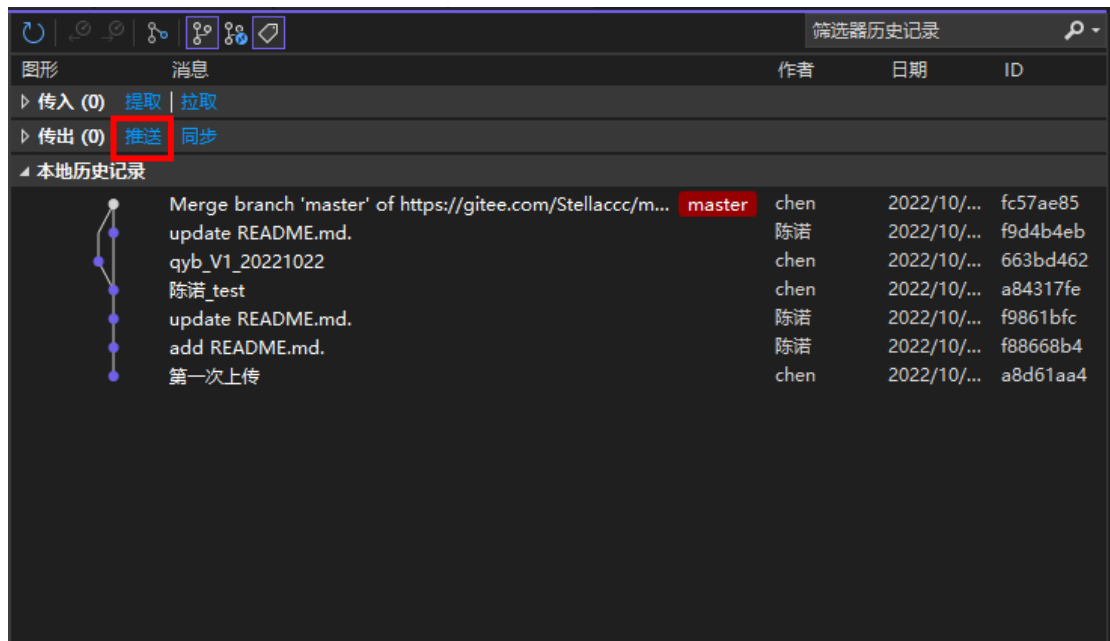 筛选器历史记录
图形 消息 作者 日期 ID
传入 (0) 提取 | 拉取
传出 (0) 推送 同步
本地历史记录
Merge branch 'master' of https://gitee.com/Stellaccc/m... master chen 2022/10/... fc57ae85
update README.md. 陈诺 2022/10/... f9d4b4eb
qyb_V1_20221022 chen 2022/10/... 663bd462
陈诺_test chen 2022/10/... a84317fe
update README.md. 陈诺 2022/10/... f9861bfc
add README.md. 陈诺 2022/10/... f88668b4
第一次上传 chen 2022/10/... a8d61aa4